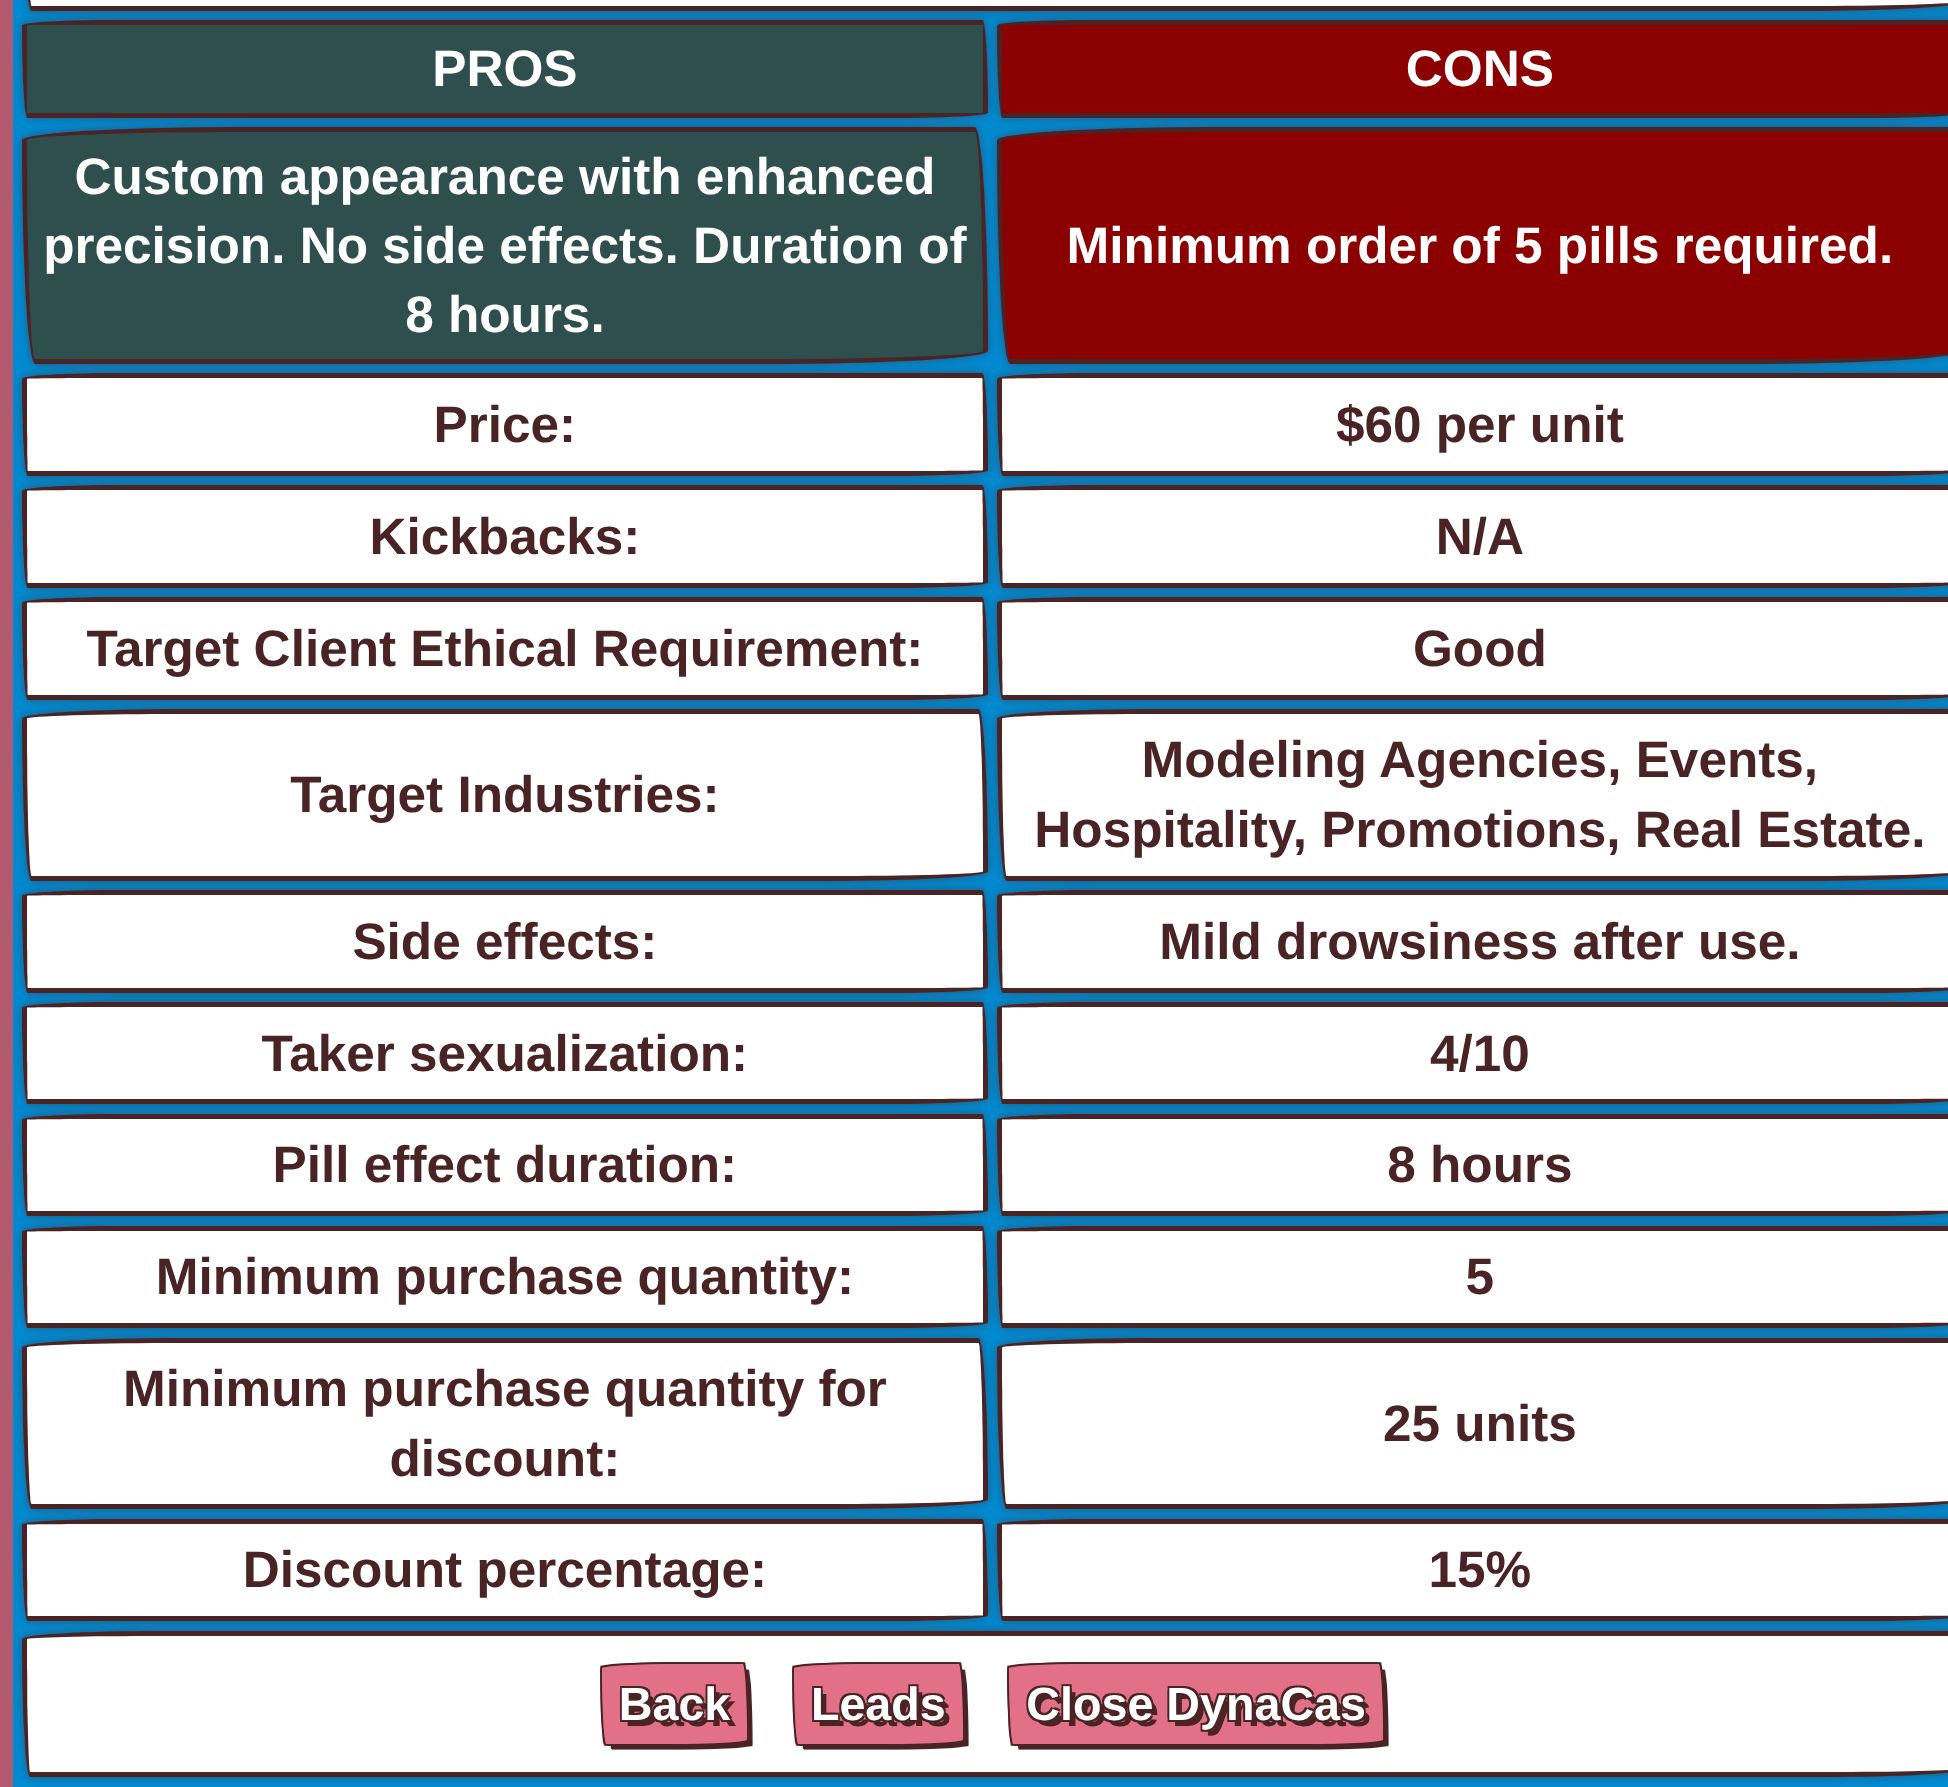 PROS
CONS
Custom appearance with enhanced
precision. No side effects. Duration of
8 hours.
Minimum order of 5 pills required.
Price:
$60 per unit
Kickbacks:
N/A
Target Client Ethical Requirement:
Good
Target Industries:
Modeling Agencies, Events,
Hospitality, Promotions, Real Estate.
Side effects:
Mild drowsiness after use.
Taker sexualization:
4/10
Pill effect duration:
8 hours
Minimum purchase quantity:
5
Minimum purchase quantity for
discount:
25 units
Discount percentage:
15%
Back
Leads
Close DynaCas